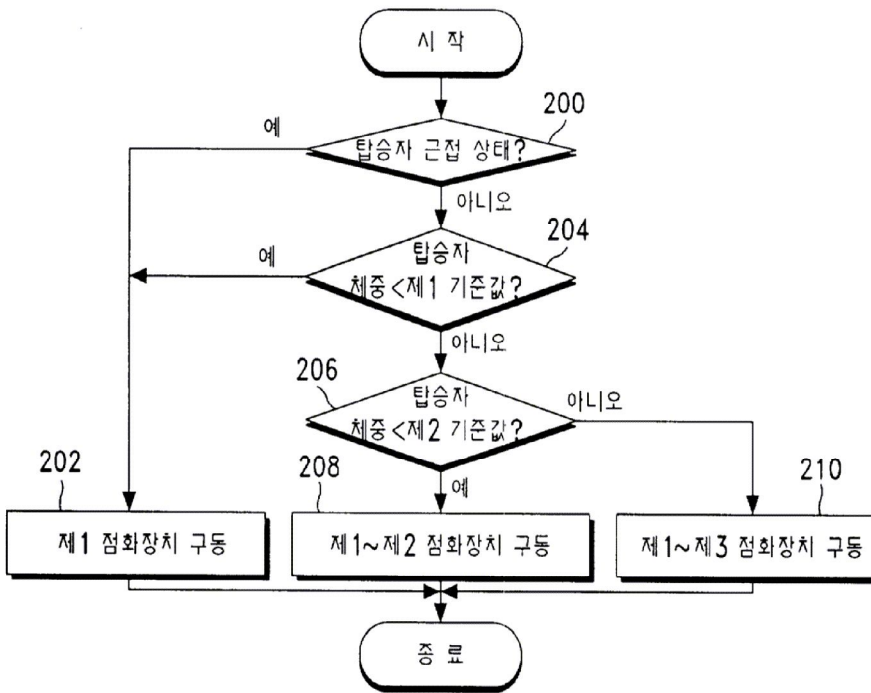 시 작
200
예
탑승자 근접 상태?
아니오
204
예
탑승자
체중<제1 기준값?
아니오
206
탑승자
체중<제2 기준값?
아니오
202
208
예
210
제1 점화장치 구동
제1~제2 점화장치 구동
제1~제3 점화장치 구동
종 료